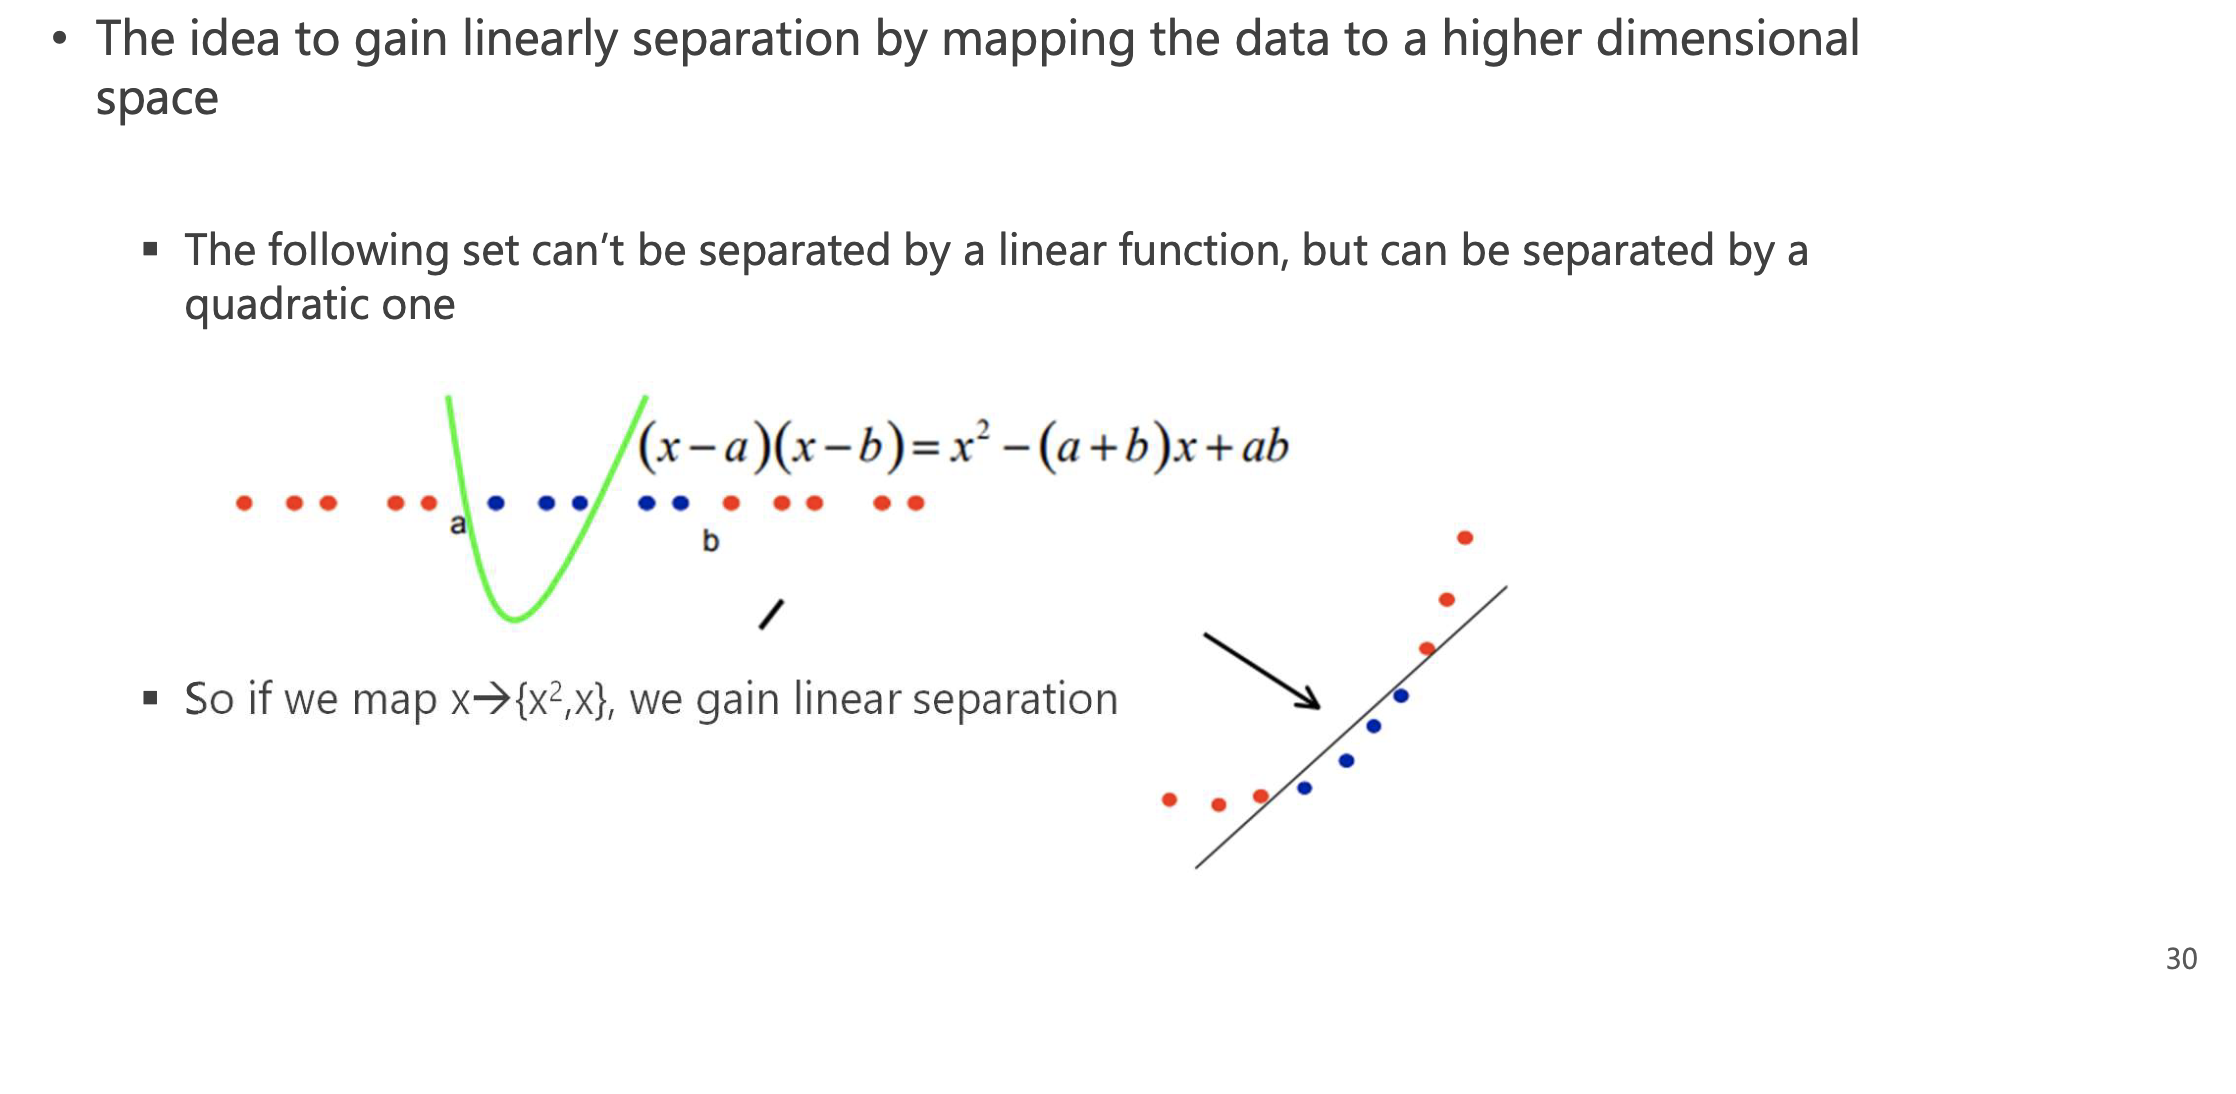 • The idea to gain linearly separation by mapping the data to a higher dimensional
space
▪ The following set can’t be separated by a linear function, but can be separated by a
quadratic one
(x−a)(x−b)=x²−(a+b)x+ab
a
b
▪ So if we map x→{x²,x}, we gain linear separation
30